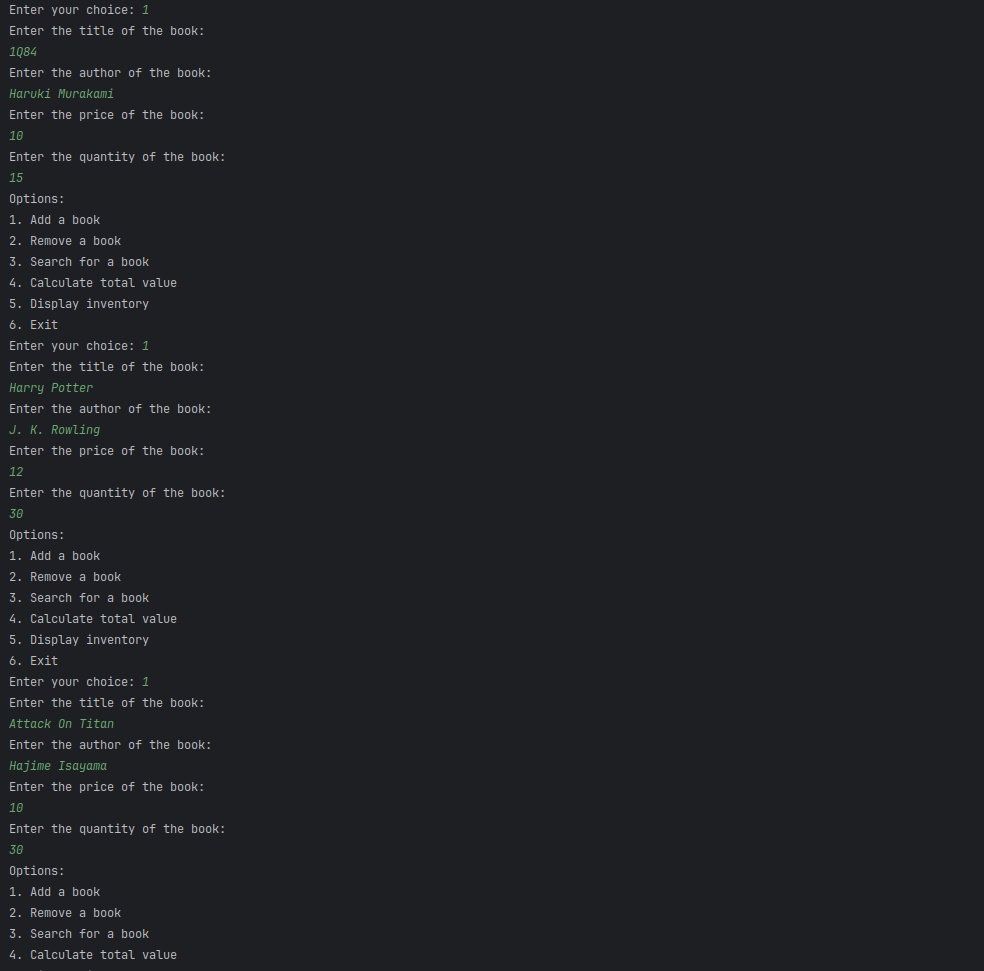 Enter your choice: 1
Enter the title of the book:
1Q84
Enter the author of the book:
Haruki Murakami
Enter the price of the book:
10
Enter the quantity of the book:
15
Options:
1. Add a book
2. Remove a book
3. Search for a book
4. Calculate total value
5. Display inventory
6. Exit
Enter your choice: 1
Enter the title of the book:
Harry Potter
Enter the author of the book:
J. K. Rowling
Enter the price of the book:
12
Enter the quantity of the book:
30
Options:
1. Add a book
2. Remove a book
3. Search for a book
4. Calculate total value
5. Display inventory
6. Exit
Enter your choice: 1
Enter the title of the book:
Attack On Titan
Enter the author of the book:
Hajime Isayama
Enter the price of the book:
10
Enter the quantity of the book:
30
Options:
1. Add a book
2. Remove a book
3. Search for a book
4. Calculate total value